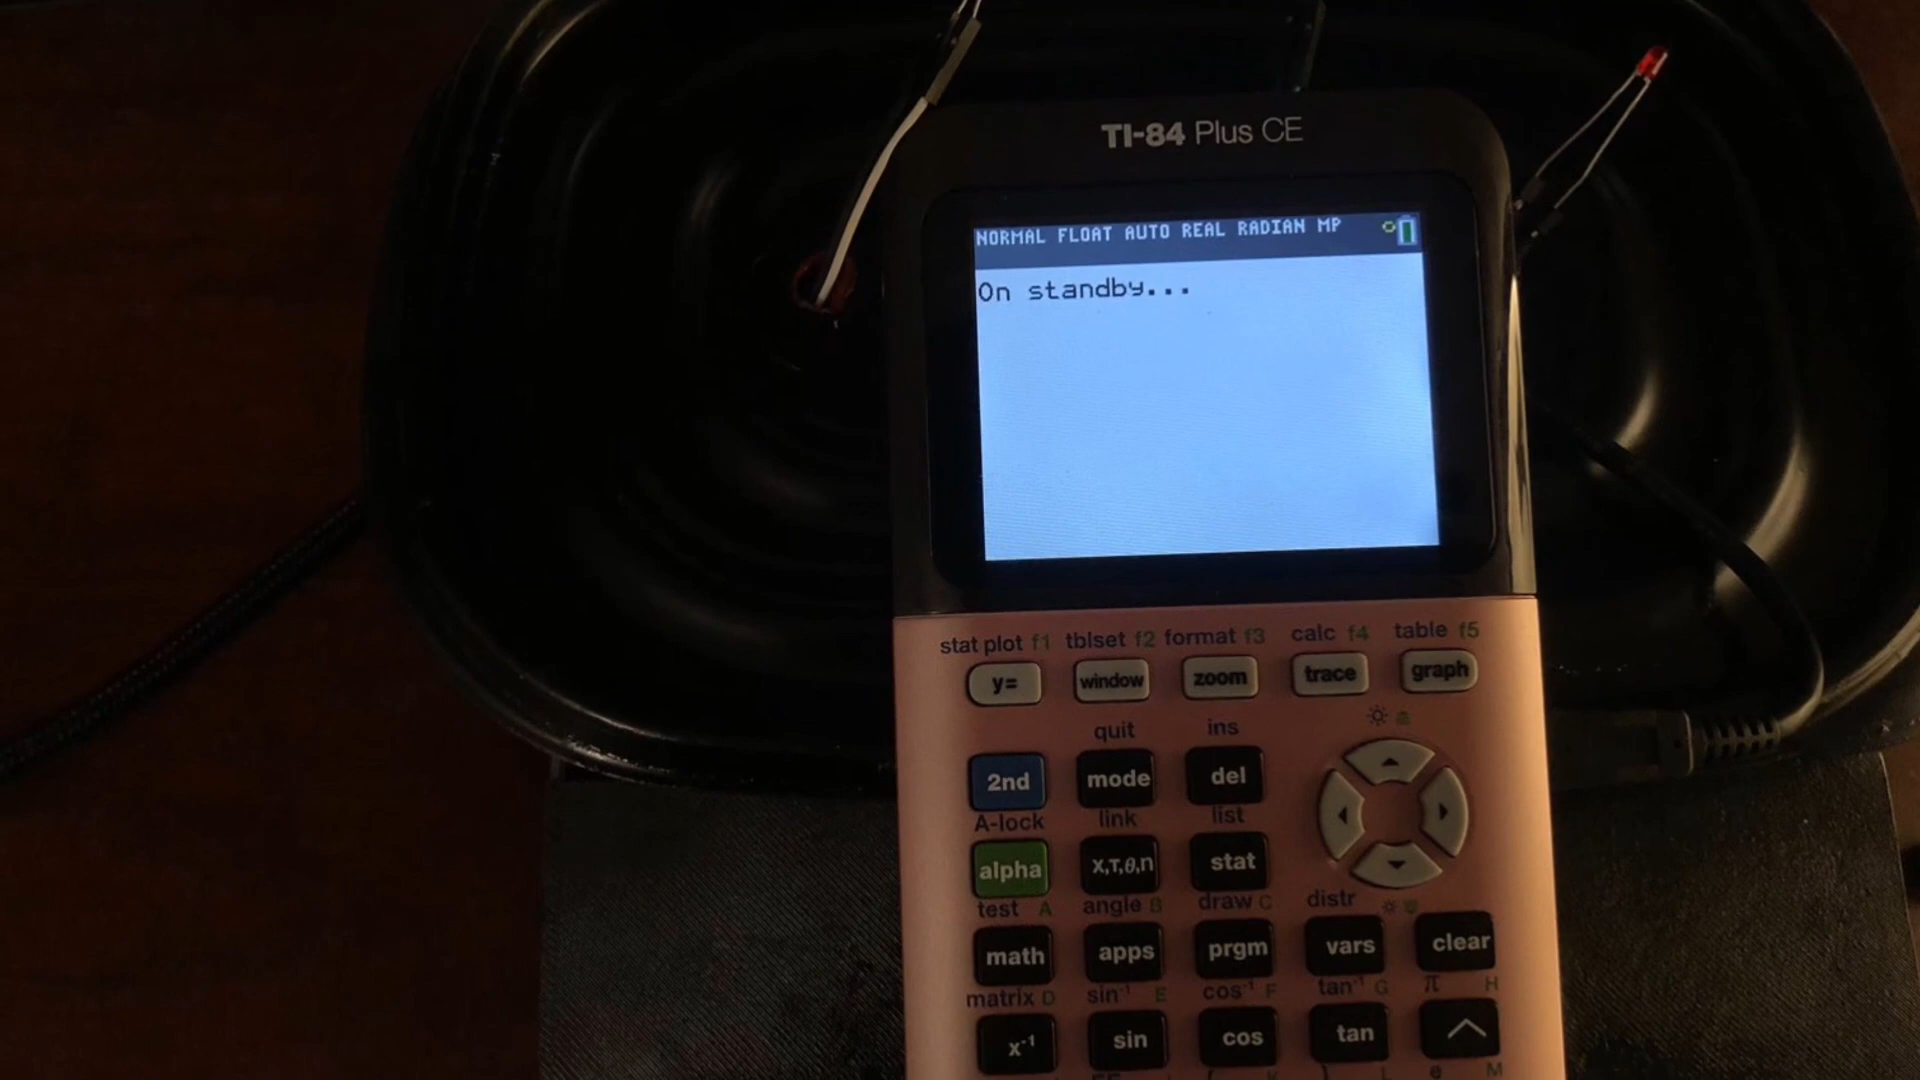 TI-84 Plus CE
NORMAL FLOAT AUTO REAL RADIAN MP
On standby...
stat plot f1 tblset f2 format f3 calc f4 table f5
y= window zoom trace graph
quit ins
2nd mode del
A-lock link list
alpha X,T,θ,n stat
test A angle B draw C distr
math apps prgm vars clear
matrix D sin⁻¹ E cos⁻¹ F tan⁻¹ G π H
x⁻¹ sin cos tan ^